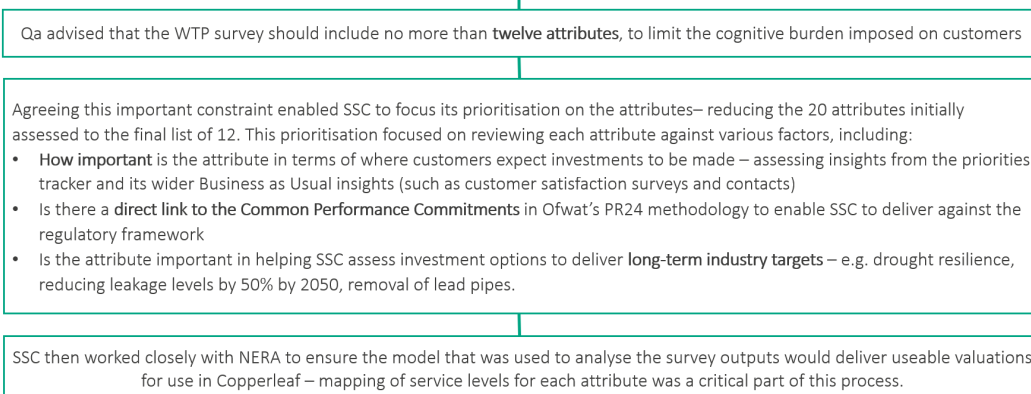 Qa advised that the WTP survey should include no more than twelve attributes, to limit the cognitive burden imposed on customers
Agreeing this important constraint enabled SSC to focus its prioritisation on the attributes– reducing the 20 attributes initially
assessed to the final list of 12. This prioritisation focused on reviewing each attribute against various factors, including:
• How important is the attribute in terms of where customers expect investments to be made – assessing insights from the priorities
tracker and its wider Business as Usual insights (such as customer satisfaction surveys and contacts)
• Is there a direct link to the Common Performance Commitments in Ofwat's PR24 methodology to enable SSC to deliver against the
regulatory framework
• Is the attribute important in helping SSC assess investment options to deliver long-term industry targets – e.g. drought resilience,
reducing leakage levels by 50% by 2050, removal of lead pipes.
SSC then worked closely with NERA to ensure the model that was used to analyse the survey outputs would deliver useable valuations
for use in Copperleaf – mapping of service levels for each attribute was a critical part of this process.